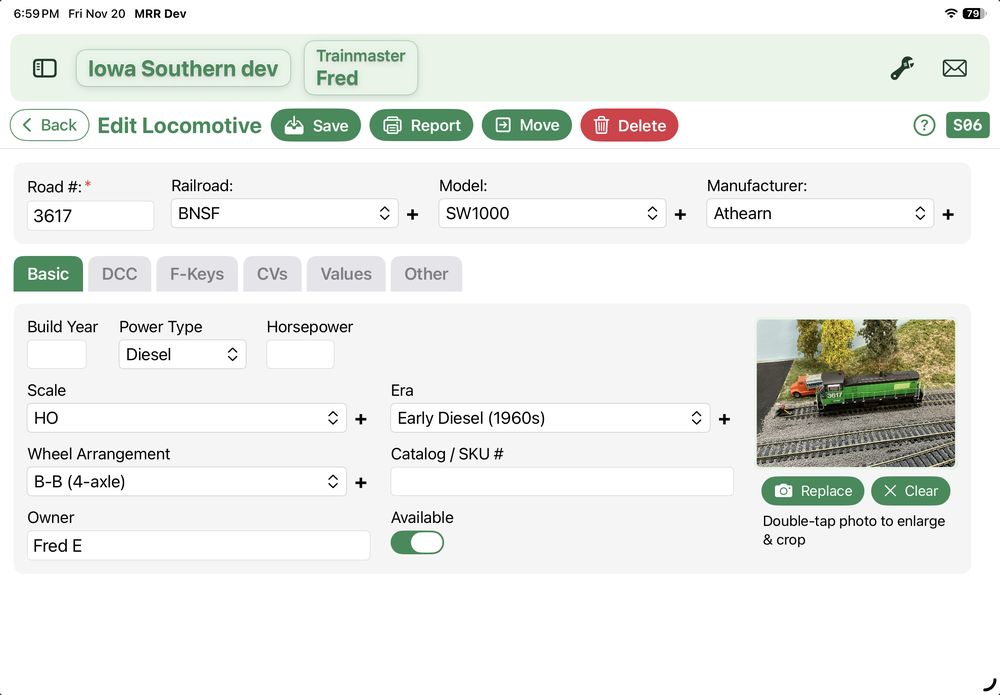 6:59 PM Fri Nov 20 MRR Dev 79
Iowa Southern dev
Trainmaster
Fred
Back Edit Locomotive Save Report Move Delete ? S06
Road #:* Railroad: Model: Manufacturer:
3617 BNSF + SW1000 + Athearn +
Basic DCC F-Keys CVs Values Other
Build Year Power Type Horsepower
Diesel
Scale Era
HO + Early Diesel (1960s) +
Wheel Arrangement Catalog / SKU #
B-B (4-axle) +
Owner Available
Fred E
3617
Replace Clear
Double-tap photo to enlarge
& crop